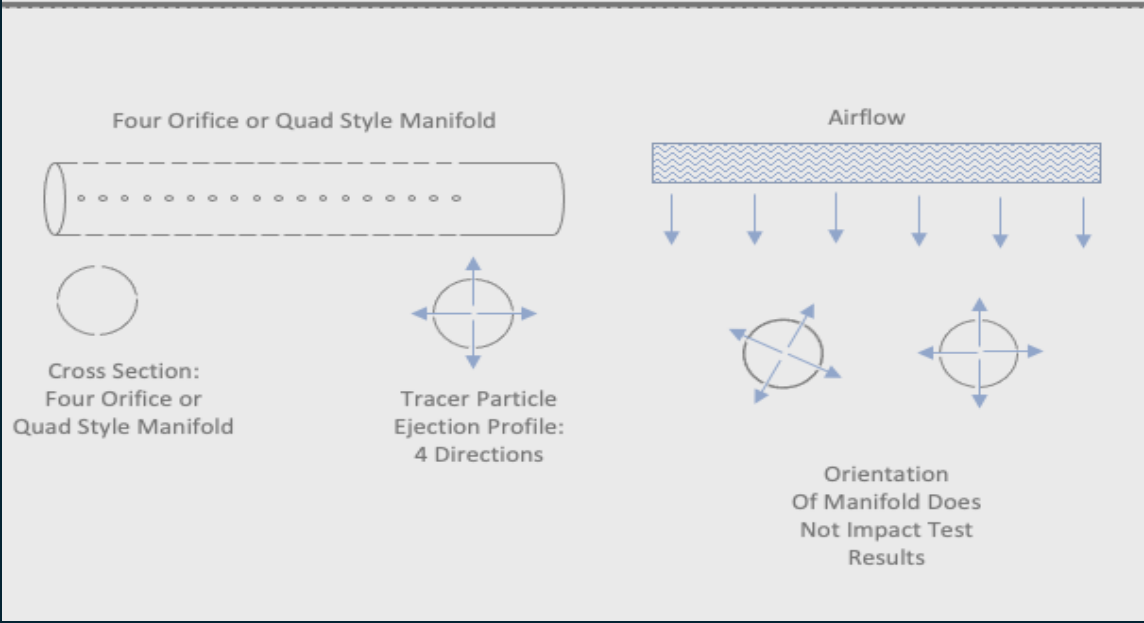 Four Orifice or Quad Style Manifold
Cross Section:
Four Orifice or
Quad Style Manifold
Tracer Particle
Ejection Profile:
4 Directions
Airflow
Orientation
Of Manifold Does
Not Impact Test
Results